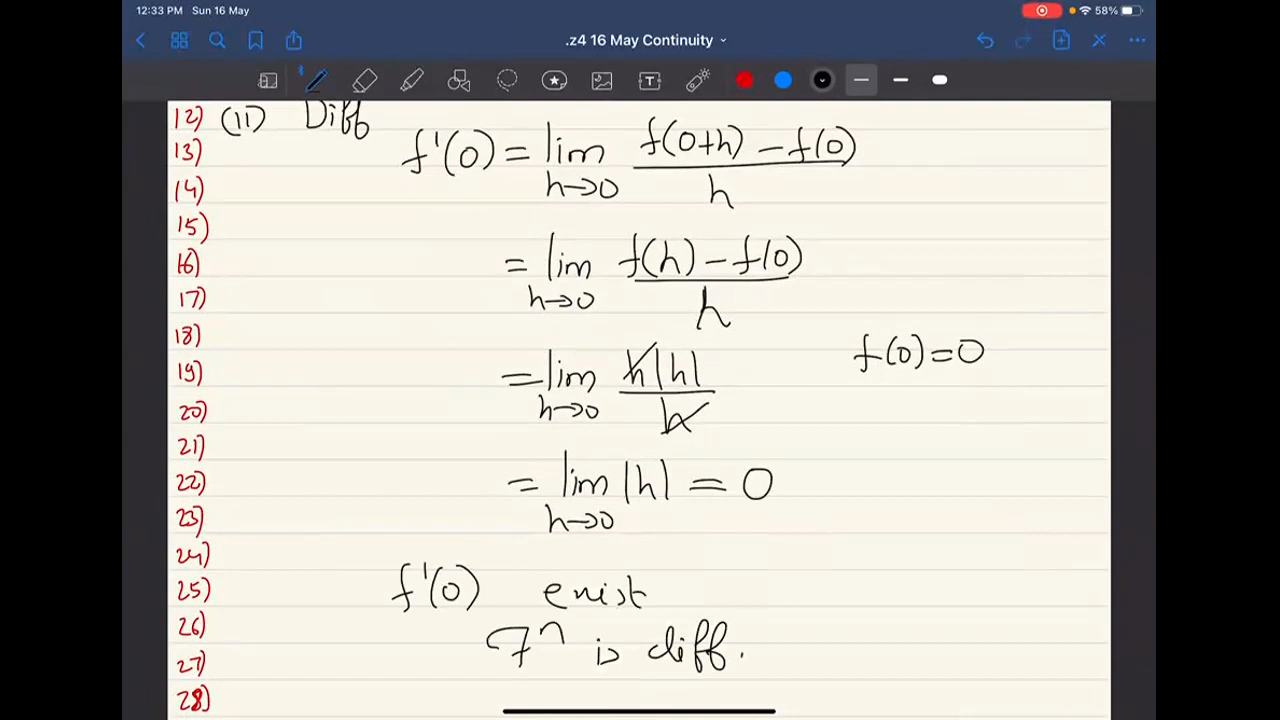 12:33 PM Sun 16 May 58%
.z4 16 May Continuity
12) (11) Diff
13) f'(0) = lim h→0 f(0+h) - f(0) / h
14)
15)
16) = lim h→0 f(h) - f(0) / h
17)
18)
19) = lim h→0 h|h| / h f(0) = 0
20)
21)
22) = lim h→0 |h| = 0
23)
24)
25) f'(0) exist
26) Fn is diff.
27)
28)